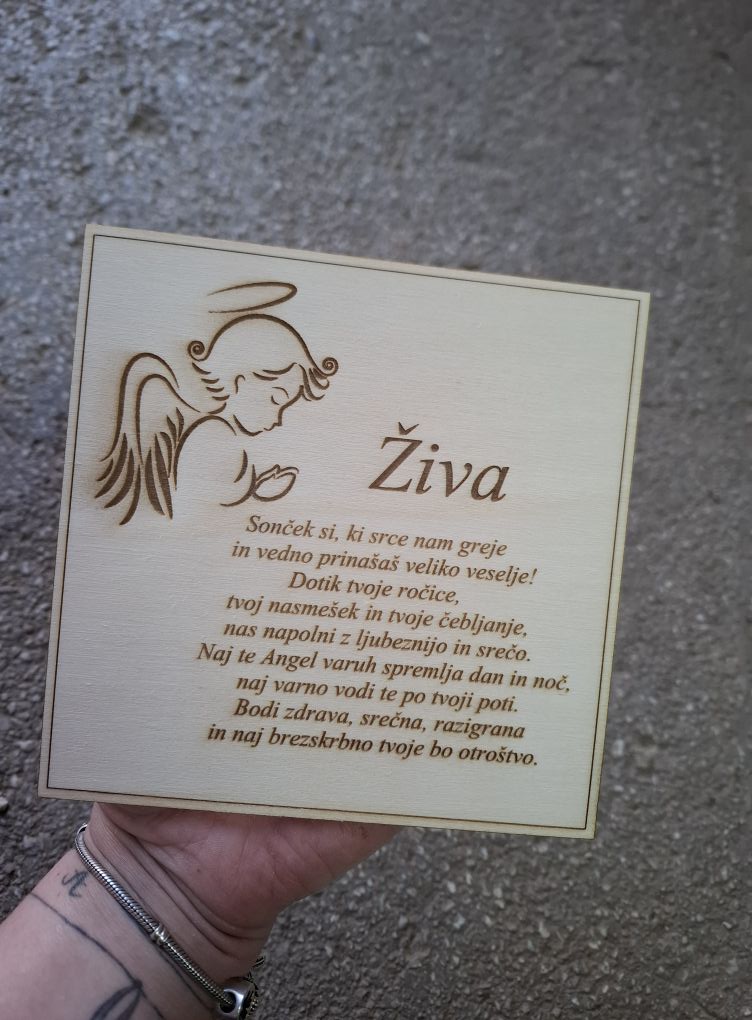 Živa
Sonček si, ki srce nam greje
in vedno prinašaš veliko veselje!
Dotik tvoje ročice,
tvoj nasmešek in tvoje čebljanje,
nas napolni z ljubeznijo in srečo.
Naj te Angel varuh spremlja dan in noč,
naj varno vodi te po tvoji poti.
Bodi zdrava, srečna, razigrana
in naj brezskrbno tvoje bo otroštvo.